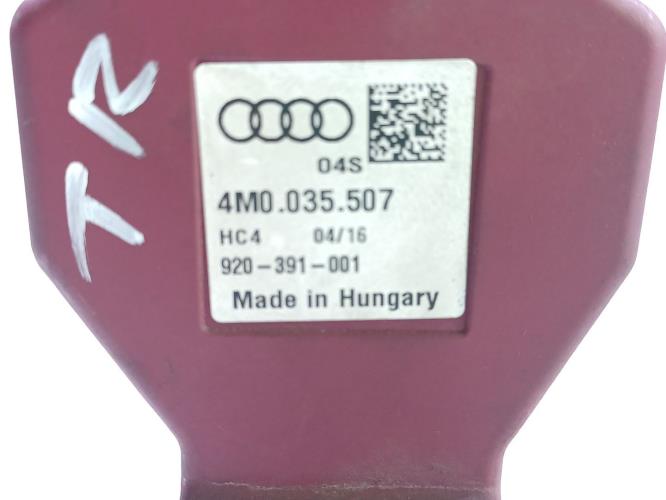 TR
04S
4M0.035.507
HC4 04/16
920-391-001
Made in Hungary